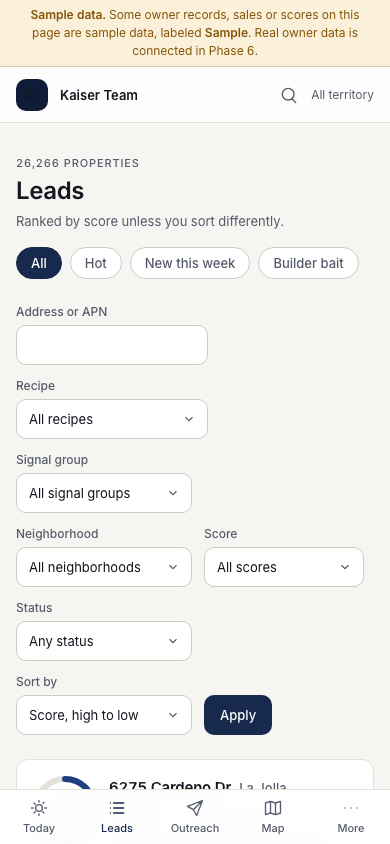 Sample data. Some owner records, sales or scores on this
page are sample data, labeled Sample. Real owner data is
connected in Phase 6.
Kaiser Team
All territory
26,266 PROPERTIES
Leads
Ranked by score unless you sort differently.
All
Hot
New this week
Builder bait
Address or APN
Recipe
All recipes
Signal group
All signal groups
Neighborhood
Score
All neighborhoods
All scores
Status
Any status
Sort by
Score, high to low
Apply
6275 Cardeno Dr La Jolla
Today
Leads
Outreach
Map
More